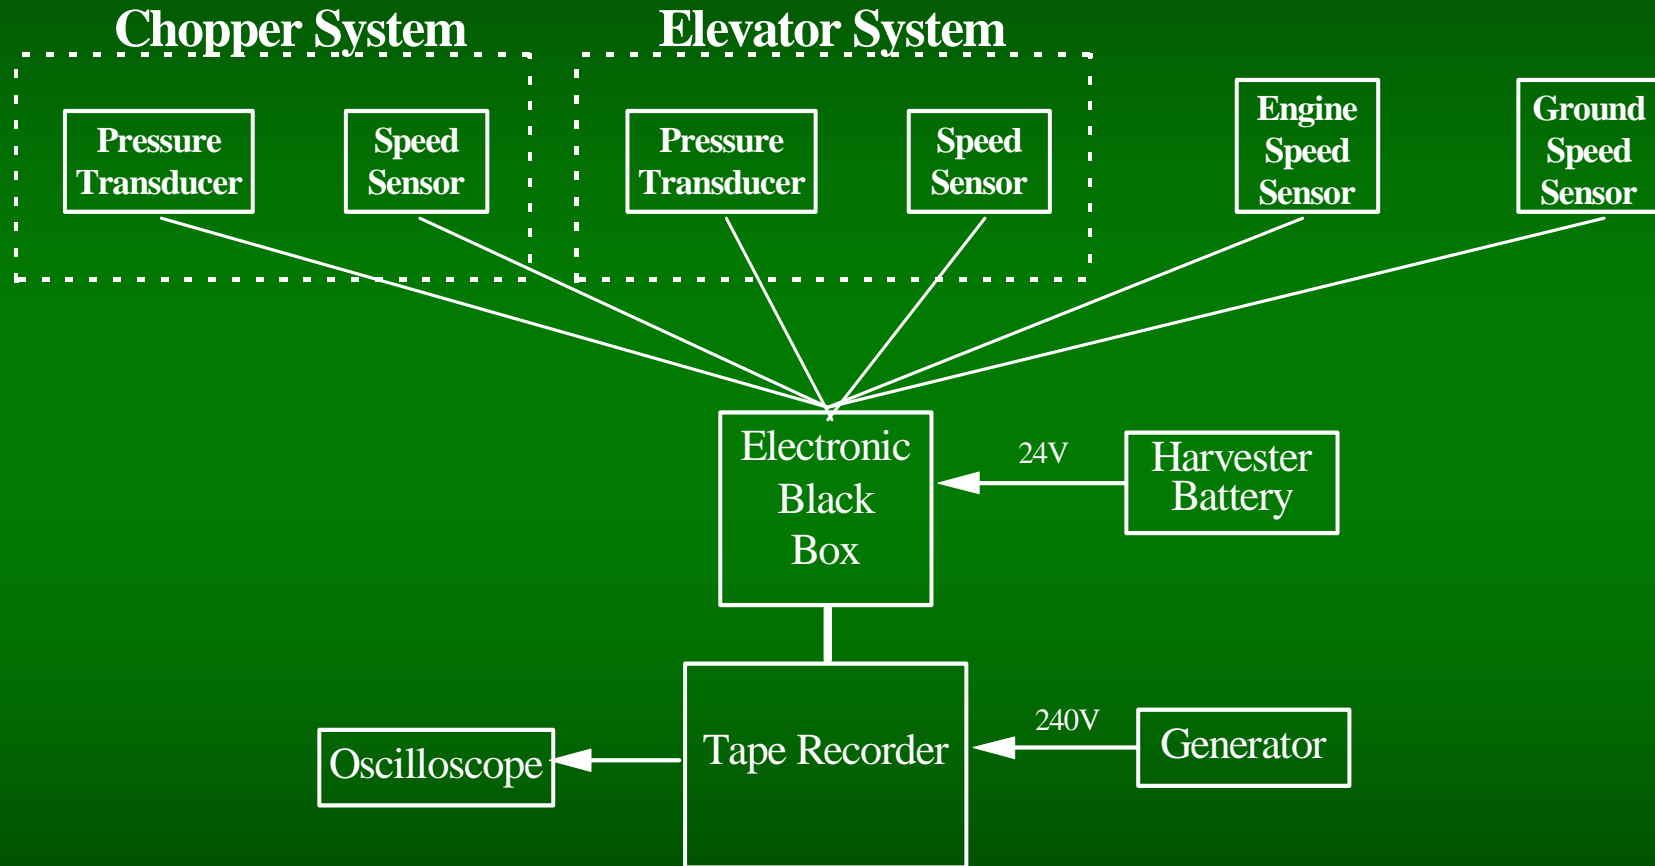 Chopper System
Elevator System
Pressure
Transducer
Speed
Sensor
Pressure
Transducer
Speed
Sensor
Engine
Speed
Sensor
Ground
Speed
Sensor
Electronic
Black
Box
24V
Harvester
Battery
Tape Recorder
240V
Generator
Oscilloscope